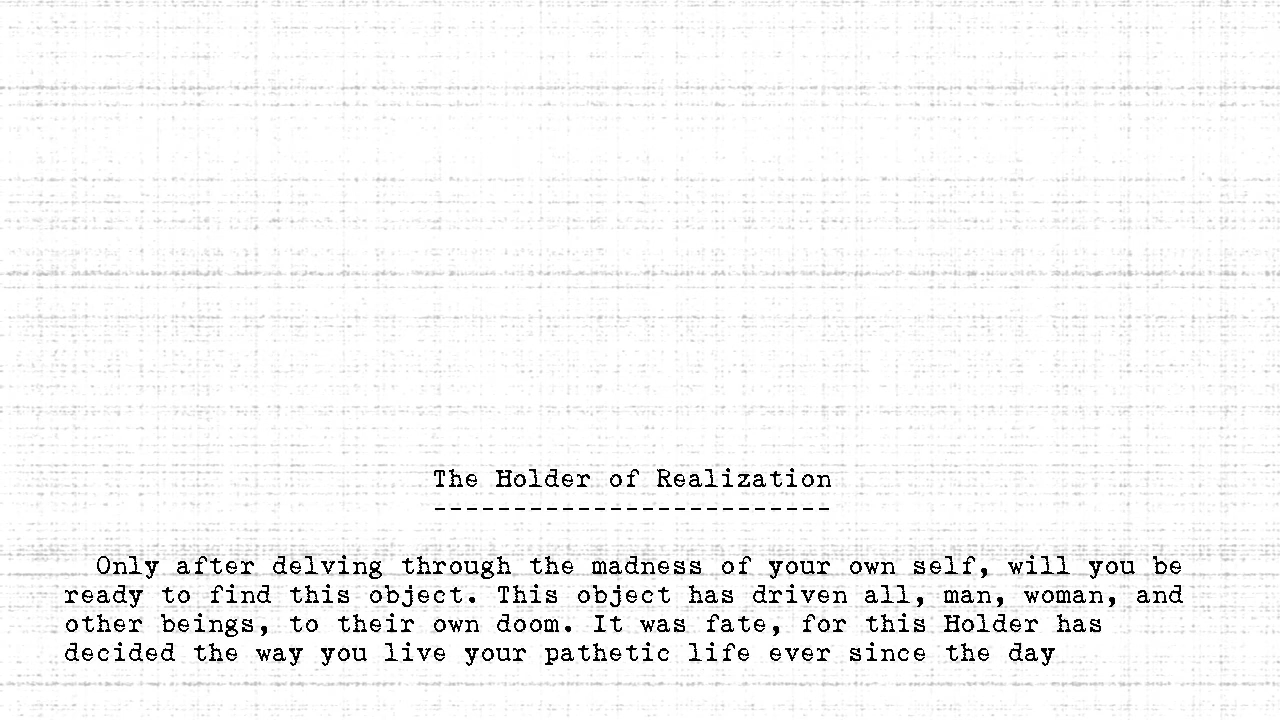 The Holder of Realization
-------------------------
Only after delving through the madness of your own self, will you be
ready to find this object. This object has driven all, man, woman, and
other beings, to their own doom. It was fate, for this Holder has
decided the way you live your pathetic life ever since the day